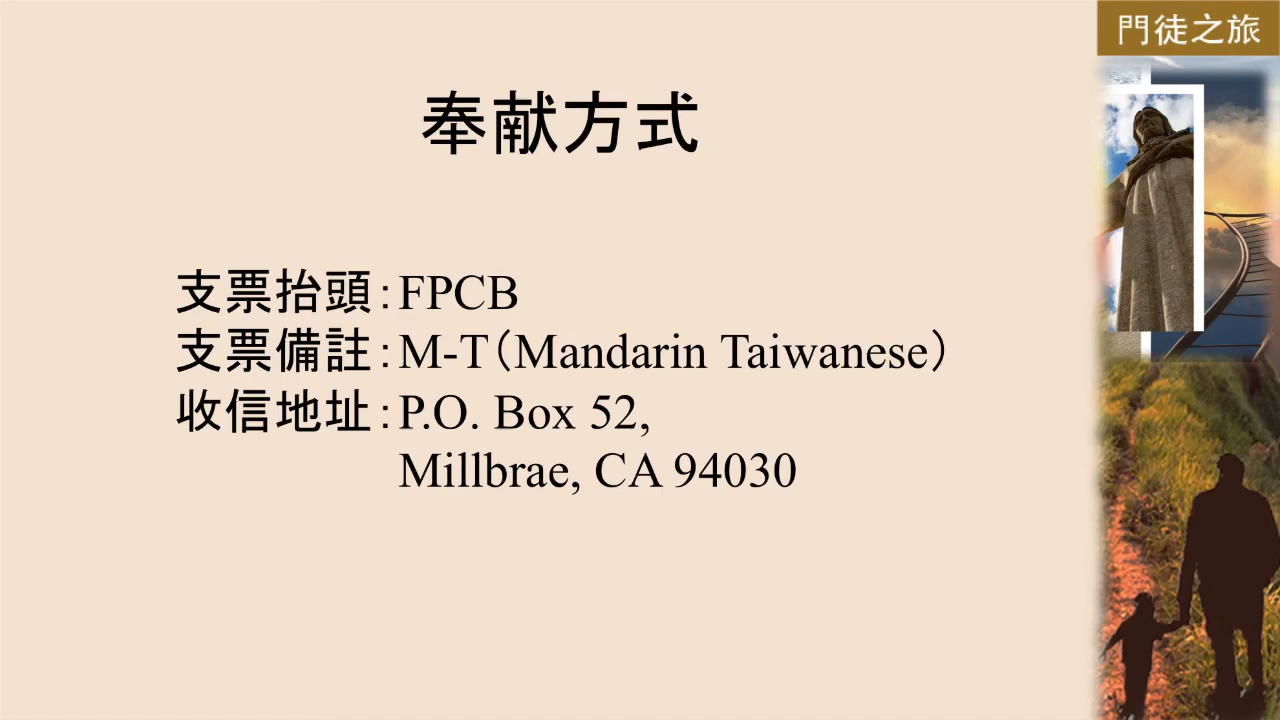 門徒之旅
奉献方式
支票抬頭：FPCB
支票備註：M-T（Mandarin Taiwanese）
收信地址：P.O. Box 52,
Millbrae, CA 94030